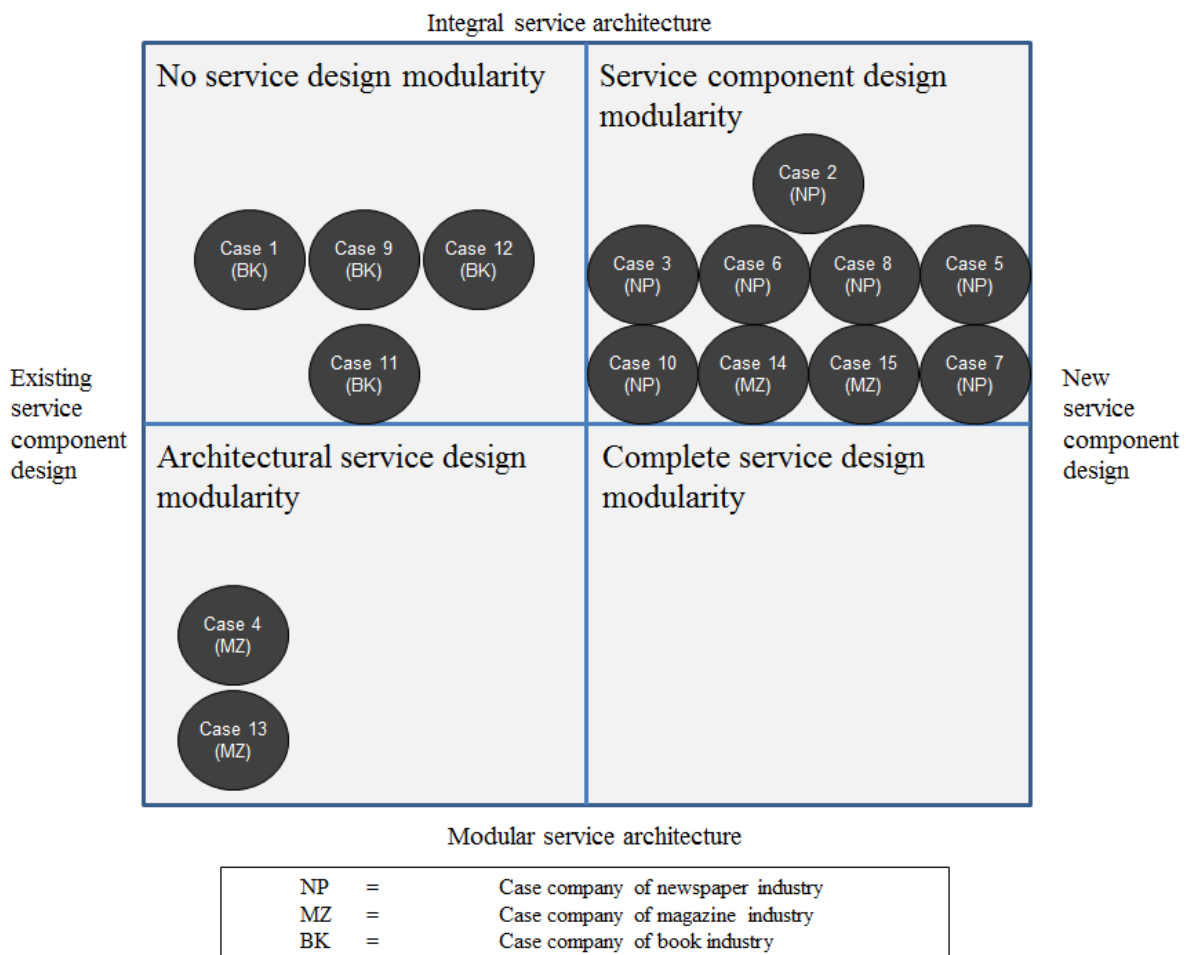 Integral service architecture
No service design modularity
Service component design
modularity
Case 2
(NP)
Case 1
(BK)
Case 9
(BK)
Case 12
(BK)
Case 3
(NP)
Case 6
(NP)
Case 8
(NP)
Case 5
(NP)
Case 11
(BK)
Case 10
(NP)
Case 14
(MZ)
Case 15
(MZ)
Case 7
(NP)
Existing
service
component
design
New
service
component
design
Architectural service design
modularity
Complete service design
modularity
Case 4
(MZ)
Case 13
(MZ)
Modular service architecture
NP = Case company of newspaper industry
MZ = Case company of magazine industry
BK = Case company of book industry